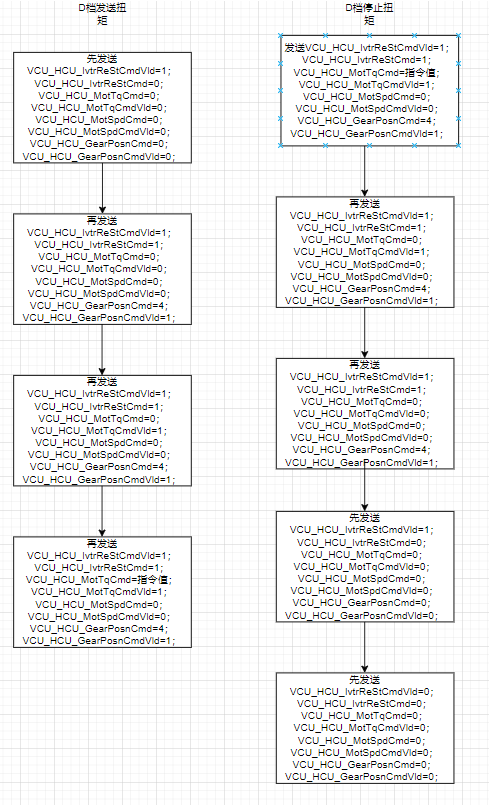 D档发送扭
矩
先发送
VCU_HCU_IvtrReStCmdVld=1;
VCU_HCU_IvtrReStCmd=0;
VCU_HCU_MotTqCmd=0;
VCU_HCU_MotTqCmdVld=0;
VCU_HCU_MotSpdCmd=0;
VCU_HCU_MotSpdCmdVld=0;
VCU_HCU_GearPosnCmd=0;
VCU_HCU_GearPosnCmdVld=0;
再发送
VCU_HCU_IvtrReStCmdVld=1;
VCU_HCU_IvtrReStCmd=1;
VCU_HCU_MotTqCmd=0;
VCU_HCU_MotTqCmdVld=0;
VCU_HCU_MotSpdCmd=0;
VCU_HCU_MotSpdCmdVld=0;
VCU_HCU_GearPosnCmd=4;
VCU_HCU_GearPosnCmdVld=1;
再发送
VCU_HCU_IvtrReStCmdVld=1;
VCU_HCU_IvtrReStCmd=1;
VCU_HCU_MotTqCmd=0;
VCU_HCU_MotTqCmdVld=1;
VCU_HCU_MotSpdCmd=0;
VCU_HCU_MotSpdCmdVld=0;
VCU_HCU_GearPosnCmd=4;
VCU_HCU_GearPosnCmdVld=1;
再发送
VCU_HCU_IvtrReStCmdVld=1;
VCU_HCU_IvtrReStCmd=1;
VCU_HCU_MotTqCmd=指令值;
VCU_HCU_MotTqCmdVld=1;
VCU_HCU_MotSpdCmd=0;
VCU_HCU_MotSpdCmdVld=0;
VCU_HCU_GearPosnCmd=4;
VCU_HCU_GearPosnCmdVld=1;
D档停止扭
矩
发送VCU_HCU_IvtrReStCmdVld=1;
VCU_HCU_IvtrReStCmd=1;
VCU_HCU_MotTqCmd=指令值;
VCU_HCU_MotTqCmdVld=1;
VCU_HCU_MotSpdCmd=0;
VCU_HCU_MotSpdCmdVld=0;
VCU_HCU_GearPosnCmd=4;
VCU_HCU_GearPosnCmdVld=1;
再发送
VCU_HCU_IvtrReStCmdVld=1;
VCU_HCU_IvtrReStCmd=1;
VCU_HCU_MotTqCmd=0;
VCU_HCU_MotTqCmdVld=1;
VCU_HCU_MotSpdCmd=0;
VCU_HCU_MotSpdCmdVld=0;
VCU_HCU_GearPosnCmd=4;
VCU_HCU_GearPosnCmdVld=1;
再发送
VCU_HCU_IvtrReStCmdVld=1;
VCU_HCU_IvtrReStCmd=1;
VCU_HCU_MotTqCmd=0;
VCU_HCU_MotTqCmdVld=0;
VCU_HCU_MotSpdCmd=0;
VCU_HCU_MotSpdCmdVld=0;
VCU_HCU_GearPosnCmd=4;
VCU_HCU_GearPosnCmdVld=1;
先发送
VCU_HCU_IvtrReStCmdVld=1;
VCU_HCU_IvtrReStCmd=0;
VCU_HCU_MotTqCmd=0;
VCU_HCU_MotTqCmdVld=0;
VCU_HCU_MotSpdCmd=0;
VCU_HCU_MotSpdCmdVld=0;
VCU_HCU_GearPosnCmd=0;
VCU_HCU_GearPosnCmdVld=0;
先发送
VCU_HCU_IvtrReStCmdVld=0;
VCU_HCU_IvtrReStCmd=0;
VCU_HCU_MotTqCmd=0;
VCU_HCU_MotTqCmdVld=0;
VCU_HCU_MotSpdCmd=0;
VCU_HCU_MotSpdCmdVld=0;
VCU_HCU_GearPosnCmd=0;
VCU_HCU_GearPosnCmdVld=0;